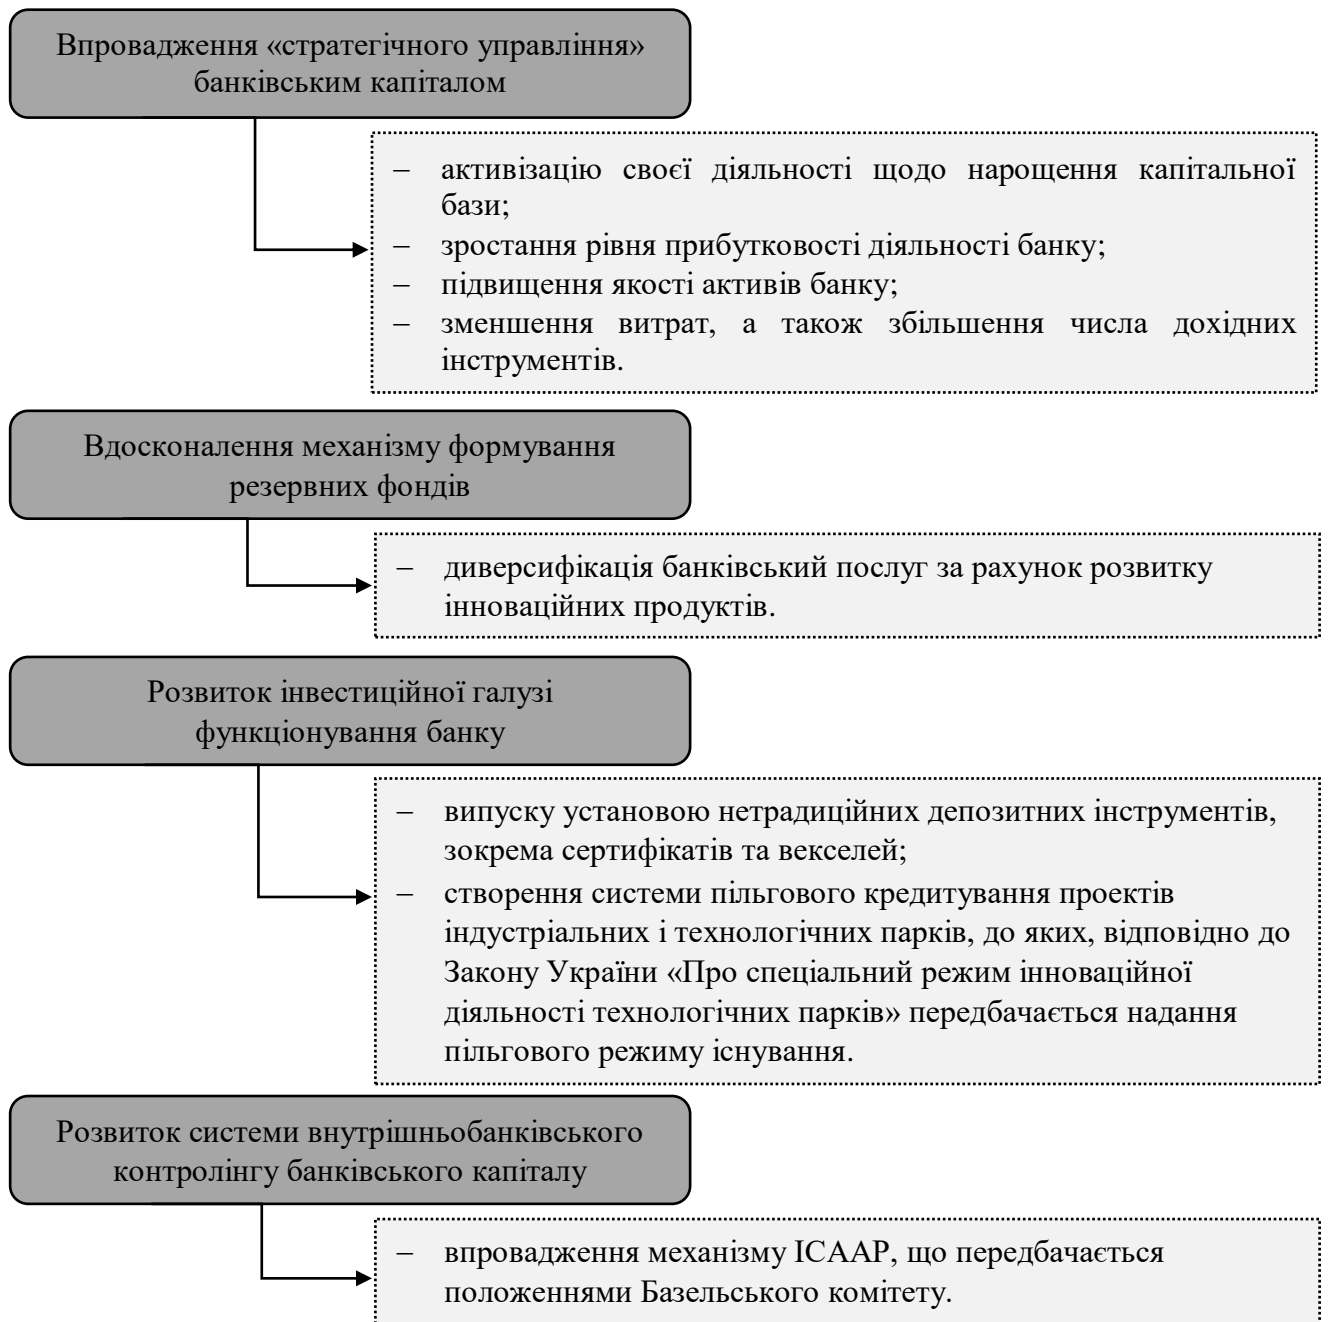 Впровадження «стратегічного управління»
банківським капіталом
– активізацію своєї діяльності щодо нарощення капітальної
бази;
– зростання рівня прибутковості діяльності банку;
– підвищення якості активів банку;
– зменшення витрат, а також збільшення числа дохідних
інструментів.
Вдосконалення механізму формування
резервних фондів
– диверсифікація банківський послуг за рахунок розвитку
інноваційних продуктів.
Розвиток інвестиційної галузі
функціонування банку
– випуску установою нетрадиційних депозитних інструментів,
зокрема сертифікатів та векселей;
– створення системи пільгового кредитування проектів
індустріальних і технологічних парків, до яких, відповідно до
Закону України «Про спеціальний режим інноваційної
діяльності технологічних парків» передбачається надання
пільгового режиму існування.
Розвиток системи внутрішньобанківського
контролінгу банківського капіталу
– впровадження механізму ICAAP, що передбачається
положеннями Базельського комітету.